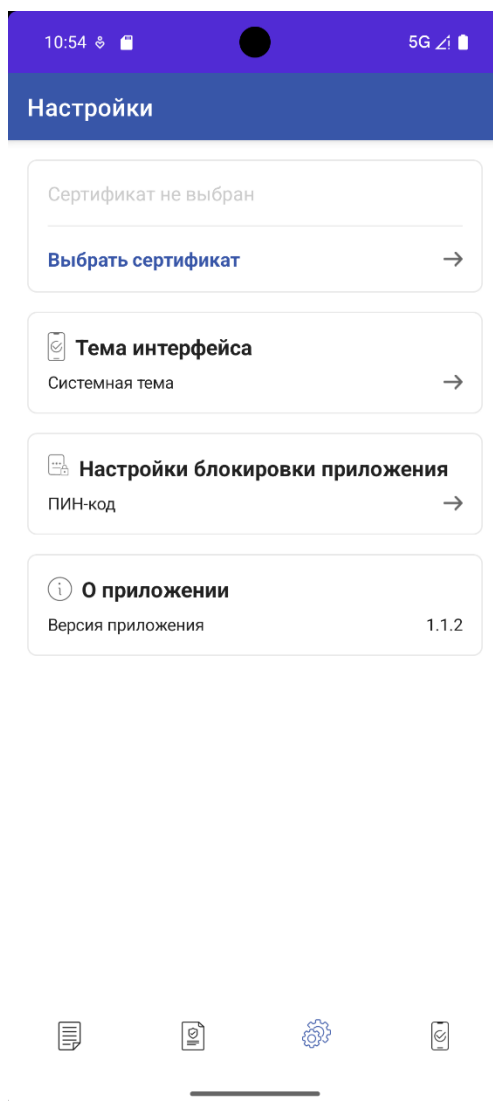 10:54
5G
Настройки
Сертификат не выбран
Выбрать сертификат
Тема интерфейса
Системная тема
Настройки блокировки приложения
ПИН-код
О приложении
Версия приложения 1.1.2